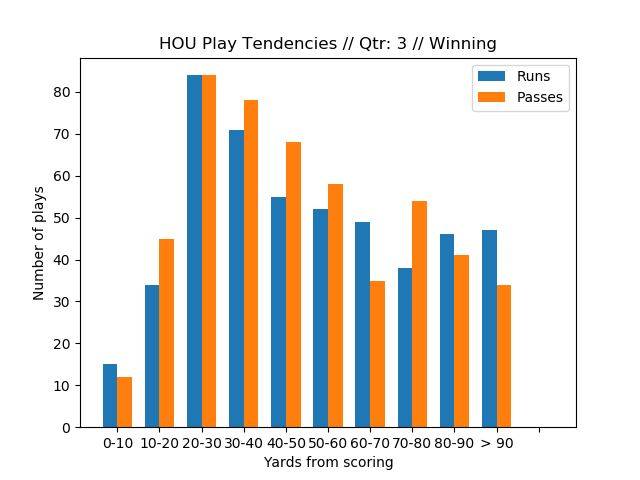 HOU Play Tendencies // Qtr: 3 // Winning
Runs
Passes
Number of plays
80
70
60
50
40
30
20
10
0
0-10 10-20 20-30 30-40 40-50 50-60 60-70 70-80 80-90 > 90
Yards from scoring